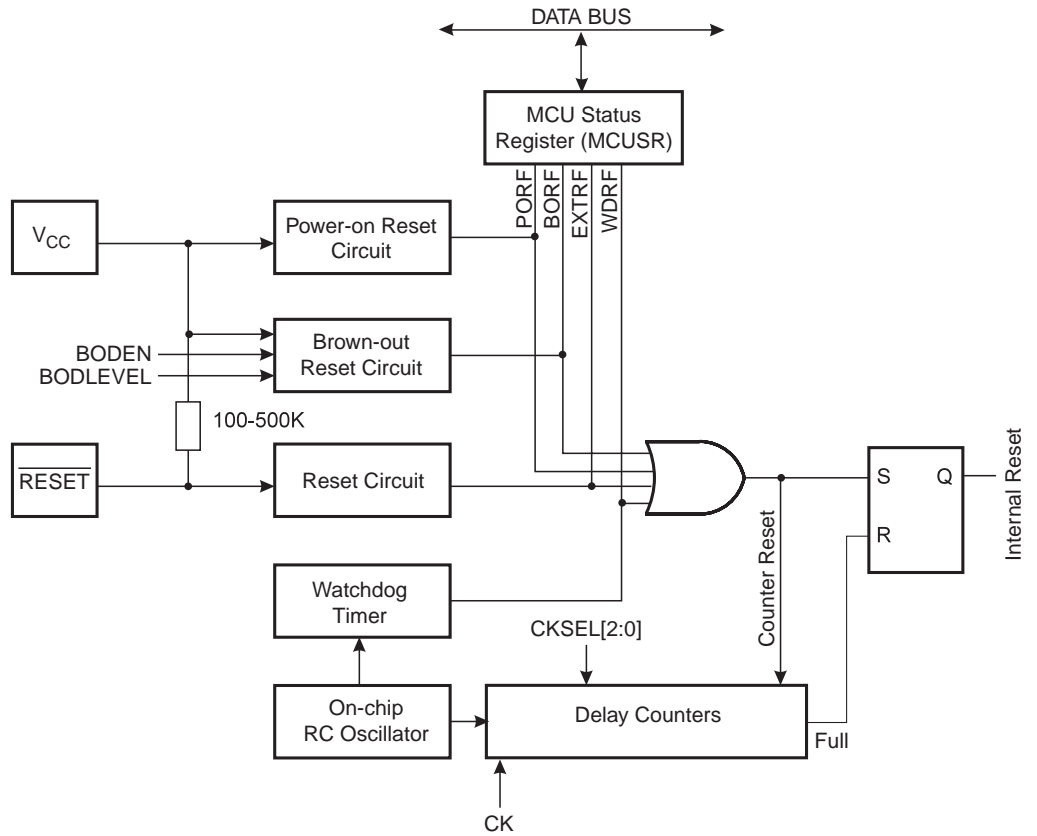 DATA BUS
MCU Status
Register (MCUSR)
PORF
BORF
EXTRF
WDRF
VCC
Power-on Reset
Circuit
BODEN
BODLEVEL
Brown-out
Reset Circuit
100-500K
RESET
Reset Circuit
S
Q
R
Internal Reset
Counter Reset
Watchdog
Timer
CKSEL[2:0]
On-chip
RC Oscillator
Delay Counters
Full
CK